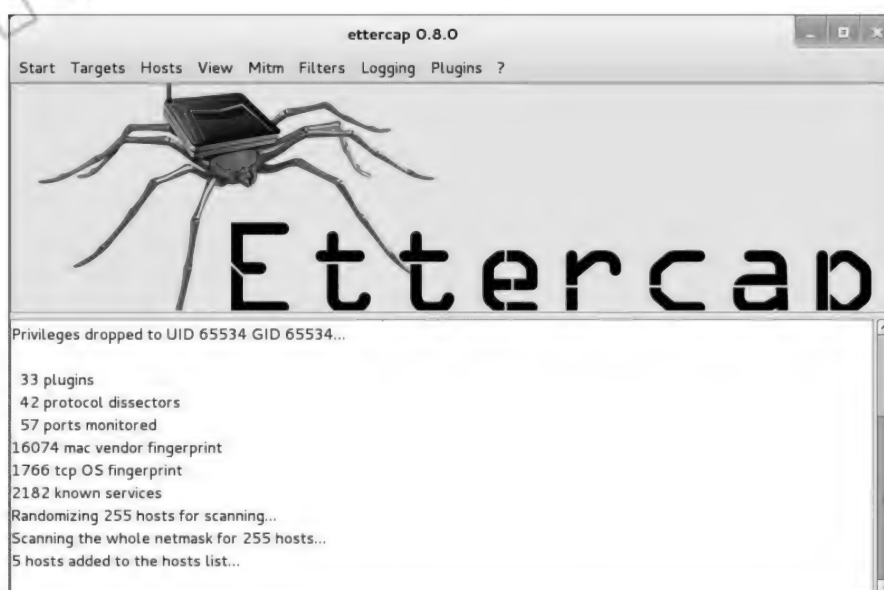 ettercap 0.8.0
Start Targets Hosts View Mitm Filters Logging Plugins ?
Ettercap
Privileges dropped to UID 65534 GID 65534...
33 plugins
42 protocol dissectors
57 ports monitored
16074 mac vendor fingerprint
1766 tcp OS fingerprint
2182 known services
Randomizing 255 hosts for scanning...
Scanning the whole netmask for 255 hosts...
5 hosts added to the hosts list...